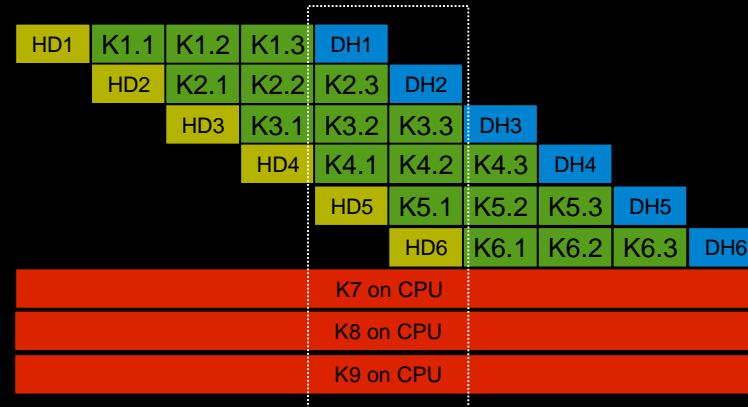 HD1 K1.1 K1.2 K1.3 DH1
HD2 K2.1 K2.2 K2.3 DH2
HD3 K3.1 K3.2 K3.3 DH3
HD4 K4.1 K4.2 K4.3 DH4
HD5 K5.1 K5.2 K5.3 DH5
HD6 K6.1 K6.2 K6.3 DH6
K7 on CPU
K8 on CPU
K9 on CPU